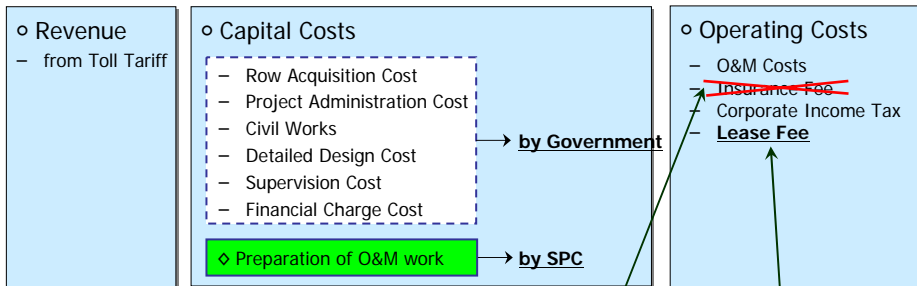 ○ Revenue
– from Toll Tariff
○ Capital Costs
– Row Acquisition Cost
– Project Administration Cost
– Civil Works
– Detailed Design Cost
– Supervision Cost
– Financial Charge Cost
by Government
◊ Preparation of O&M work
by SPC
○ Operating Costs
– O&M Costs
– Insurance Fee
– Corporate Income Tax
– Lease Fee